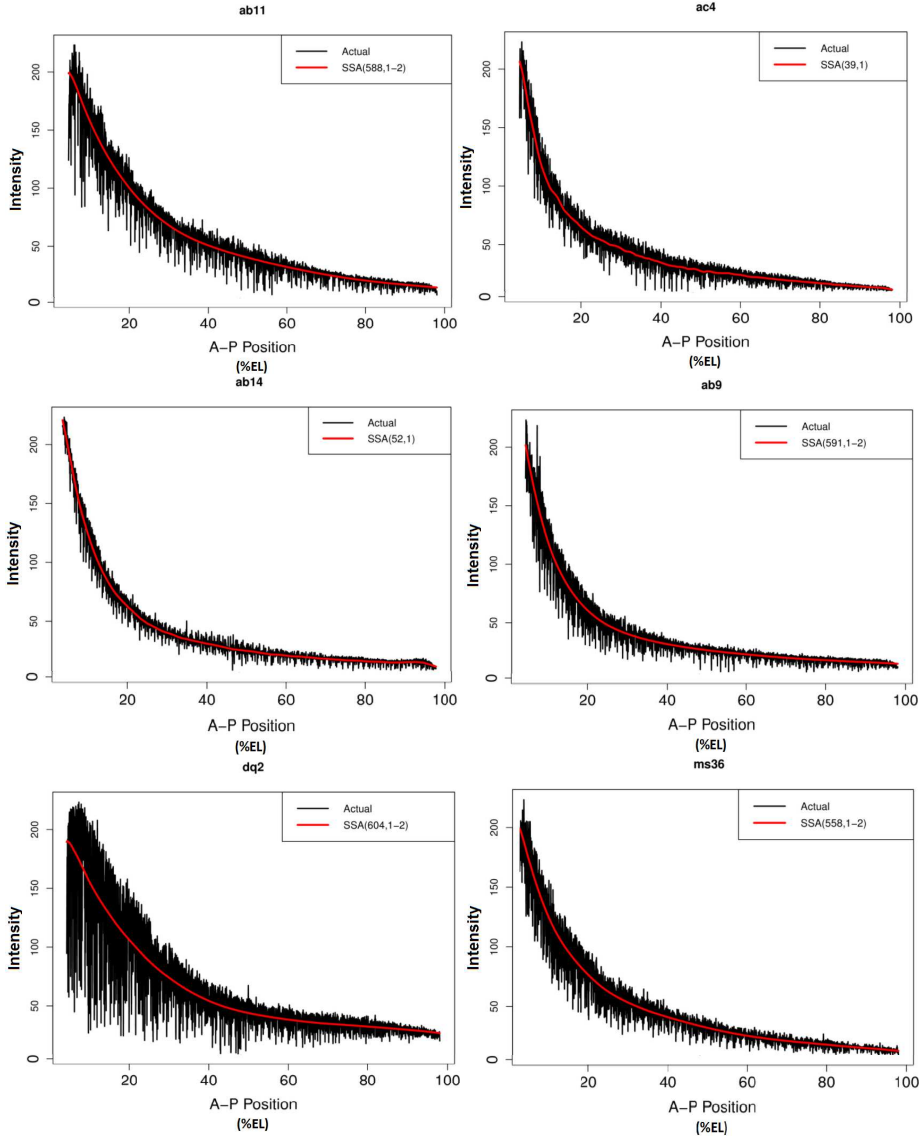 ab11
Actual
SSA(588,1-2)
Intensity
0
50
100
150
200
20
40
60
80
100
A-P Position
(%EL)
ac4
Actual
SSA(39,1)
Intensity
0
50
100
150
200
20
40
60
80
100
A-P Position
(%EL)
ab14
Actual
SSA(52,1)
Intensity
0
50
100
150
200
20
40
60
80
100
A-P Position
(%EL)
ab9
Actual
SSA(591,1-2)
Intensity
0
50
100
150
200
20
40
60
80
100
A-P Position
(%EL)
dq2
Actual
SSA(604,1-2)
Intensity
0
50
100
150
200
20
40
60
80
100
A-P Position
(%EL)
ms36
Actual
SSA(558,1-2)
Intensity
0
50
100
150
200
20
40
60
80
100
A-P Position
(%EL)